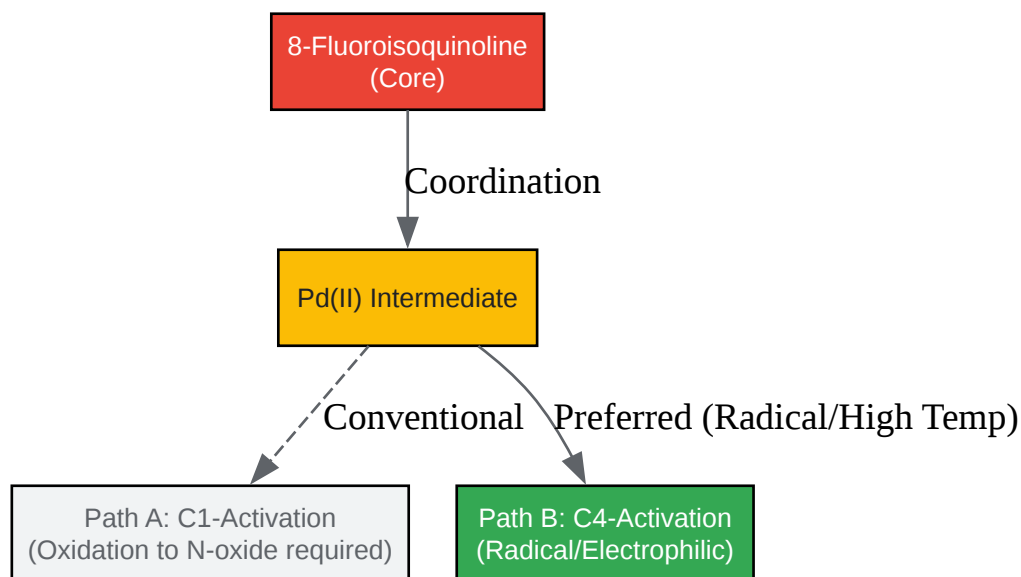 8-Fluoroisoquinoline
(Core)
Coordination
Pd(II) Intermediate
Conventional
Preferred (Radical/High Temp)
Path A: C1-Activation
(Oxidation to N-oxide required)
Path B: C4-Activation
(Radical/Electrophilic)